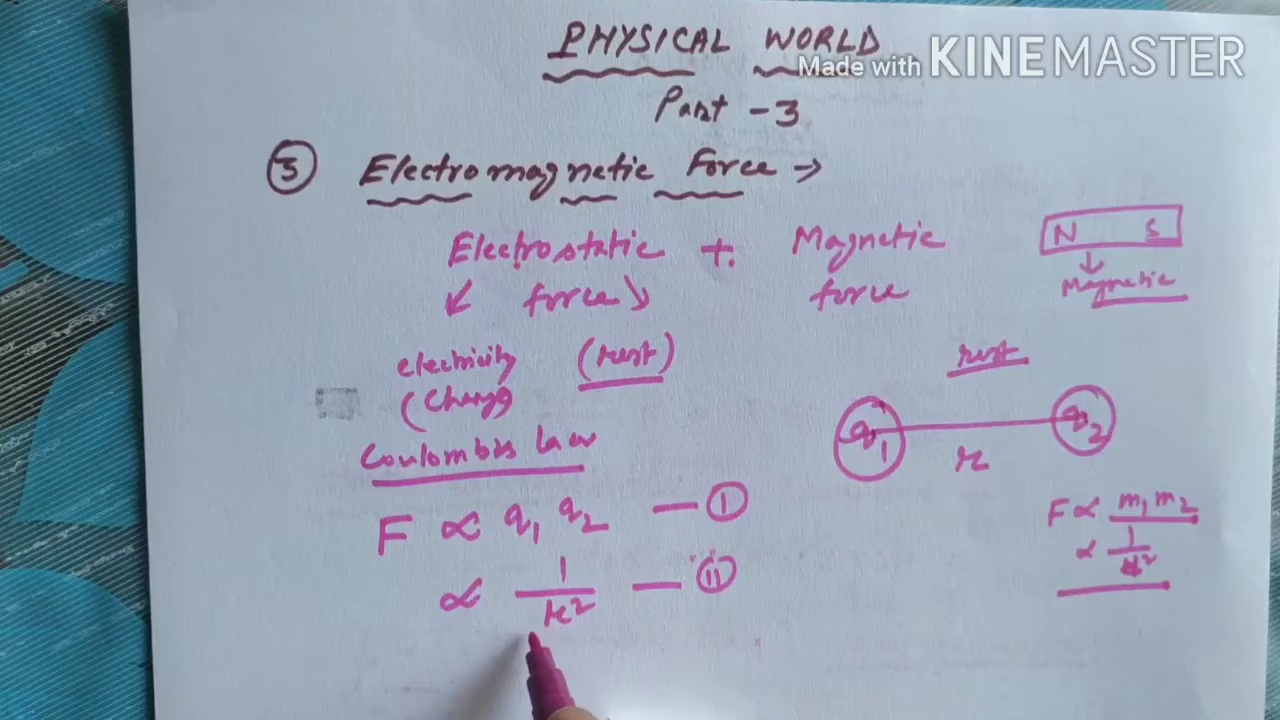 PHYSICAL WORLD
Made with KINEMASTER
Part - 3
③ Electromagnetic Force →
Electrostatic + Magnetic
↙ force ↘ force
N S
↓
Magnetic
electricity (rest)
(Charge
rest
Coulomb's law
q1 q2
r
F ∝ q1 q2 — ①
∝ 1/r² — ⑪
F ∝ m1 m2
∝ 1/r²